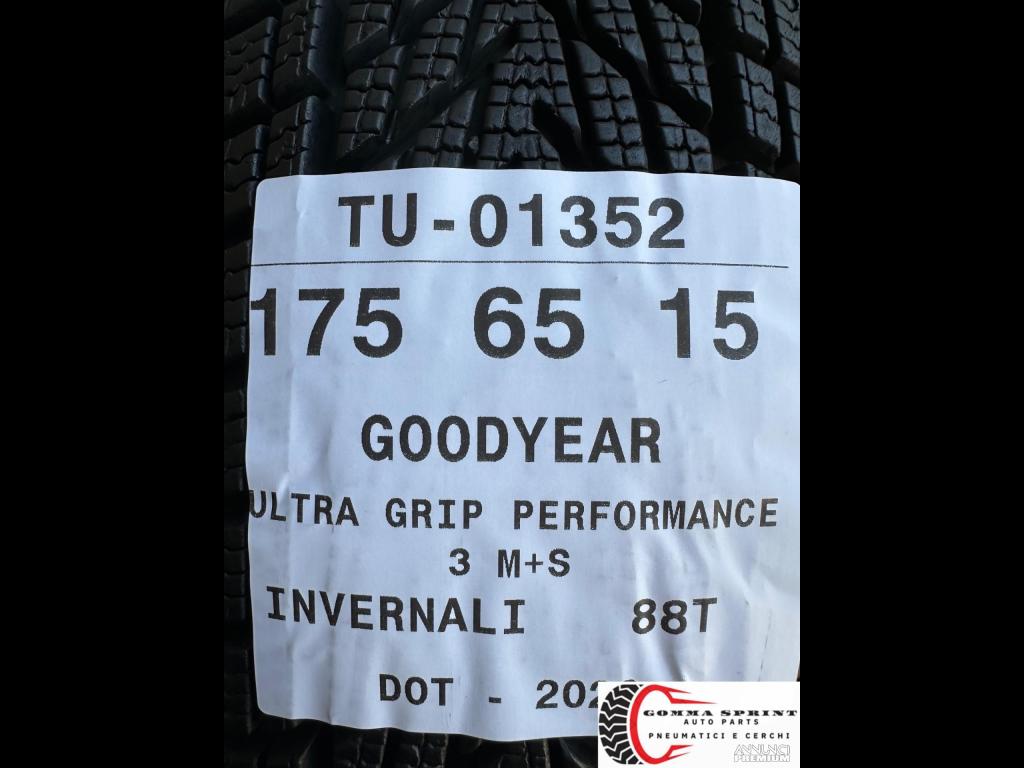 TU-01352
175 65 15
GOODYEAR
ULTRA GRIP PERFORMANCE
3 M+S
INVERNALI 88T
DOT -
GOMMA SPRINT
AUTO PARTS
PNEUMATICI E CERCHI
ANNUNCI
PREMIUM